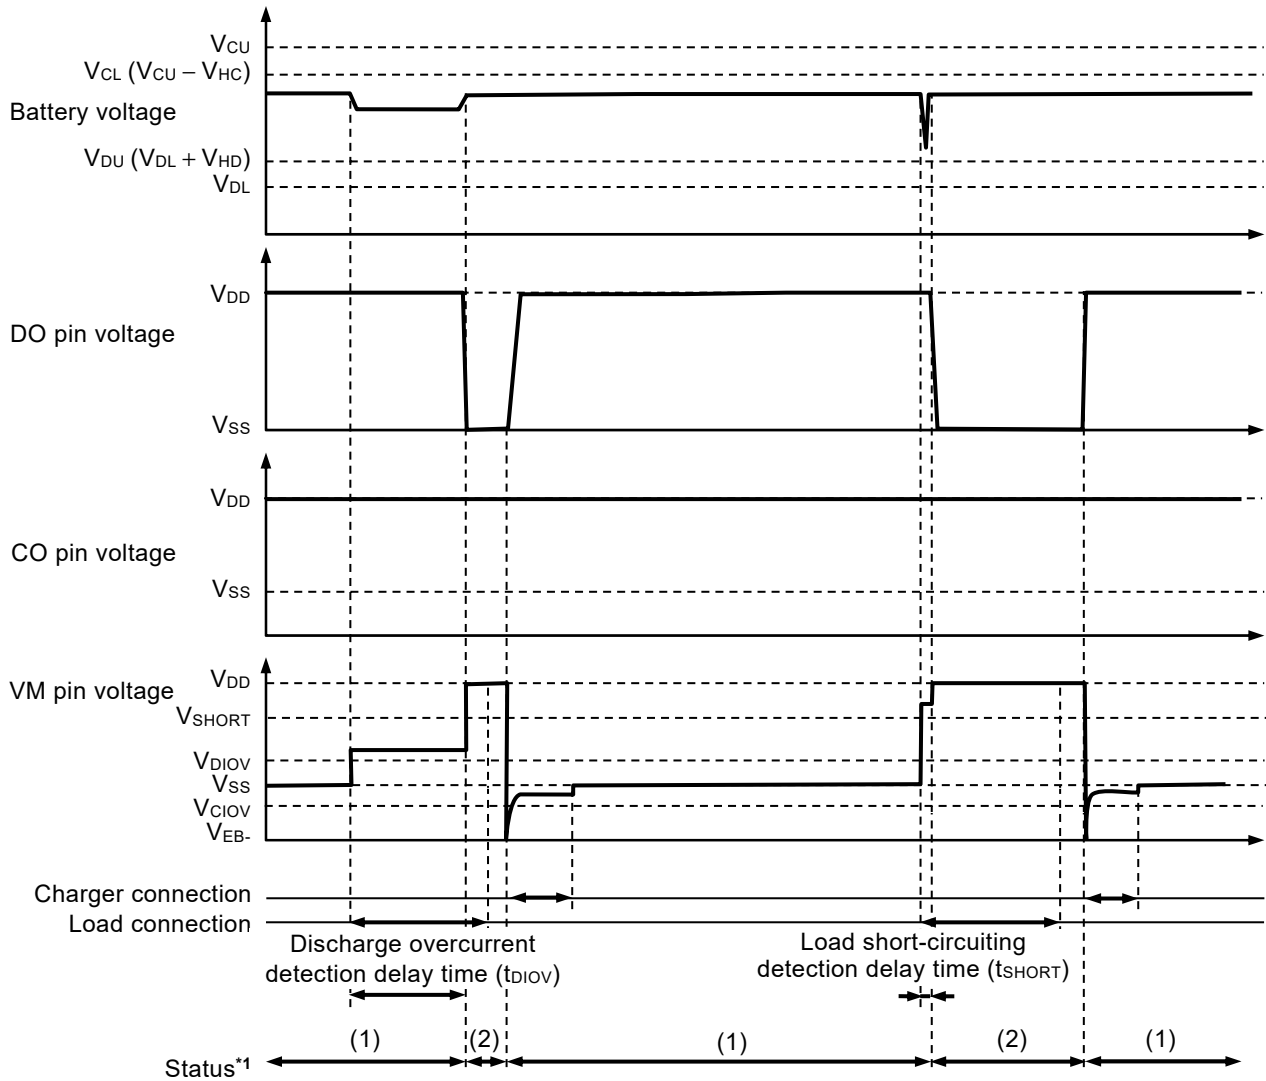 VCU
VCL (VCU − VHC)
Battery voltage
VDU (VDL + VHD)
VDL
VDD
DO pin voltage
VSS
VDD
CO pin voltage
VSS
VDD
VM pin voltage
VSHORT
VDIOV
VSS
VCIOV
VEB-
Charger connection
Load connection
Discharge overcurrent
detection delay time (tDIOV)
Load short-circuiting
detection delay time (tSHORT)
(1) (2) (1) (2) (1)
Status*1